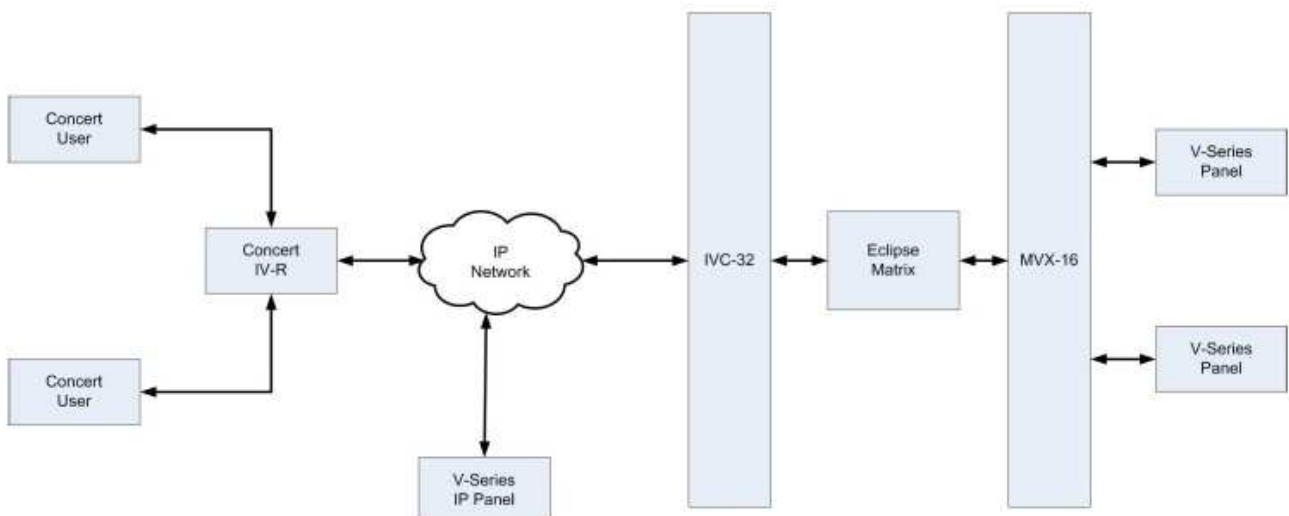 Concert
User
Concert
IV-R
Concert
User
IP
Network
V-Series
IP Panel
IVC-32
Eclipse
Matrix
MVX-16
V-Series
Panel
V-Series
Panel